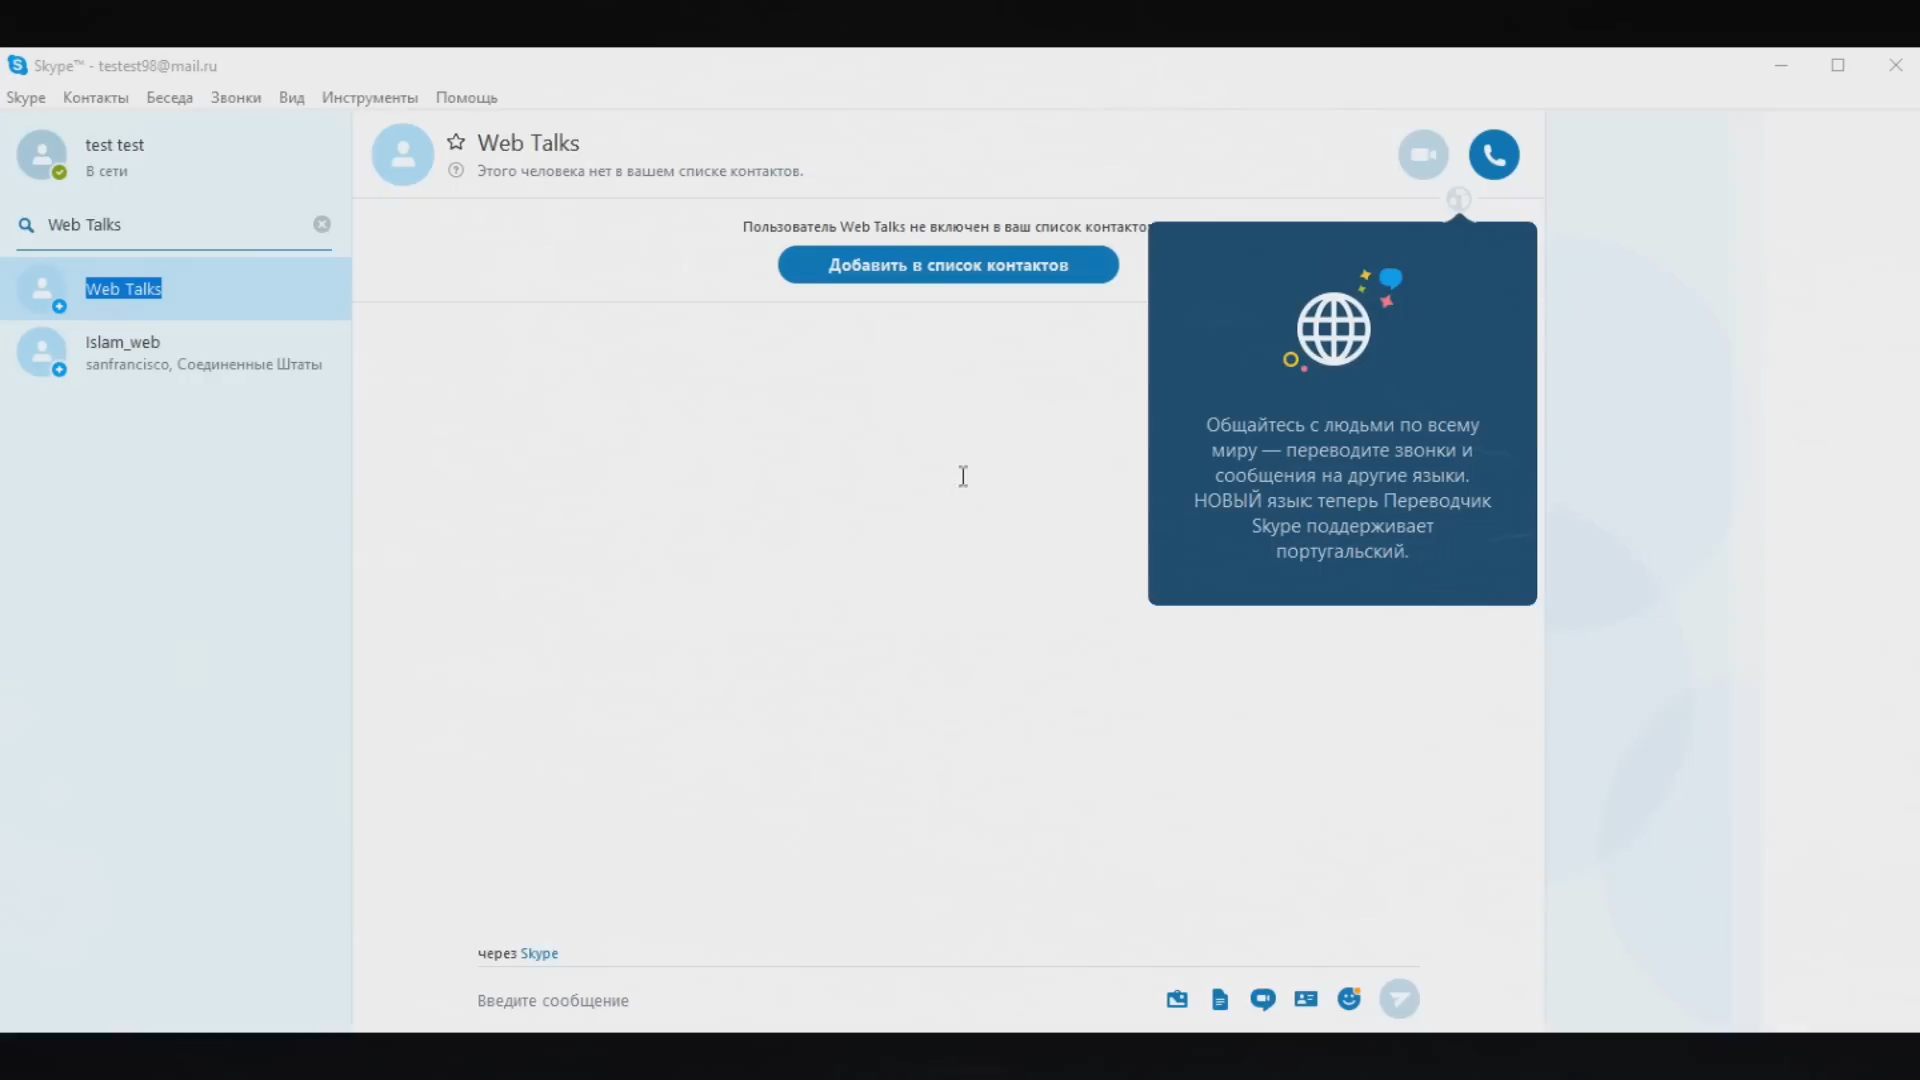 Skype™ - testest98@mail.ru
Skype Контакты Беседа Звонки Вид Инструменты Помощь
test test
В сети
Web Talks
Web Talks
Islam_web
sanfrancisco, Соединенные Штаты
Web Talks
Этого человека нет в вашем списке контактов.
Пользователь Web Talks не включен в ваш список
Добавить в список контактов
Общайтесь с людьми по всему
миру — переводите звонки и
сообщения на другие языки.
НОВЫЙ язык: теперь Переводчик
Skype поддерживает
португальский.
через Skype
Введите сообщение